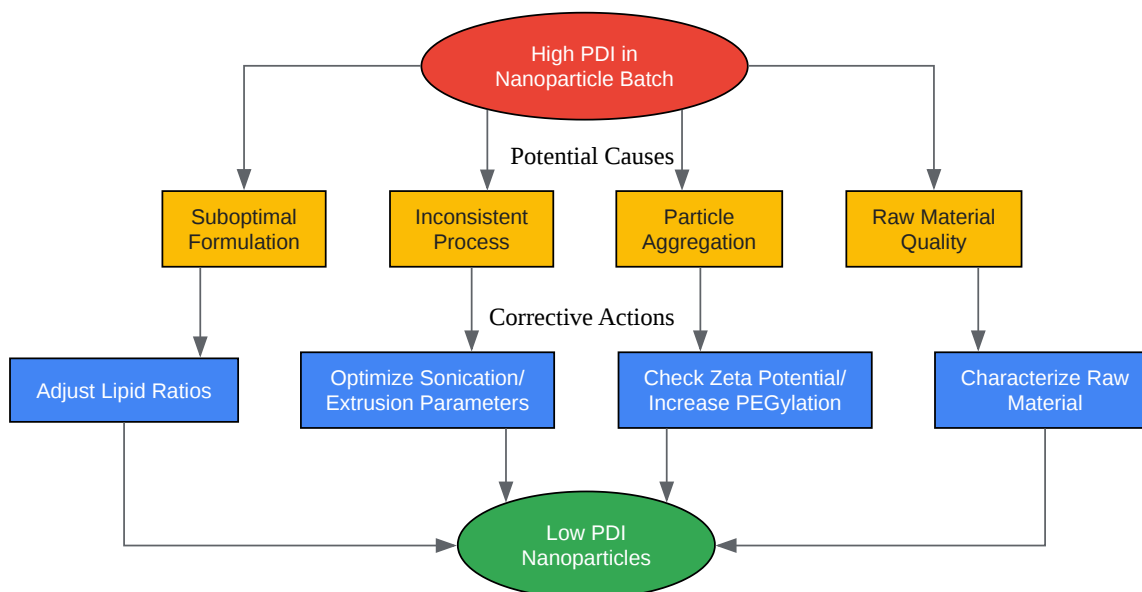 High PDI in
Nanoparticle Batch
Potential Causes
Suboptimal
Formulation
Inconsistent
Process
Particle
Aggregation
Raw Material
Quality
Corrective Actions
Adjust Lipid Ratios
Optimize Sonication/
Extrusion Parameters
Check Zeta Potential/
Increase PEGylation
Characterize Raw
Material
Low PDI
Nanoparticles